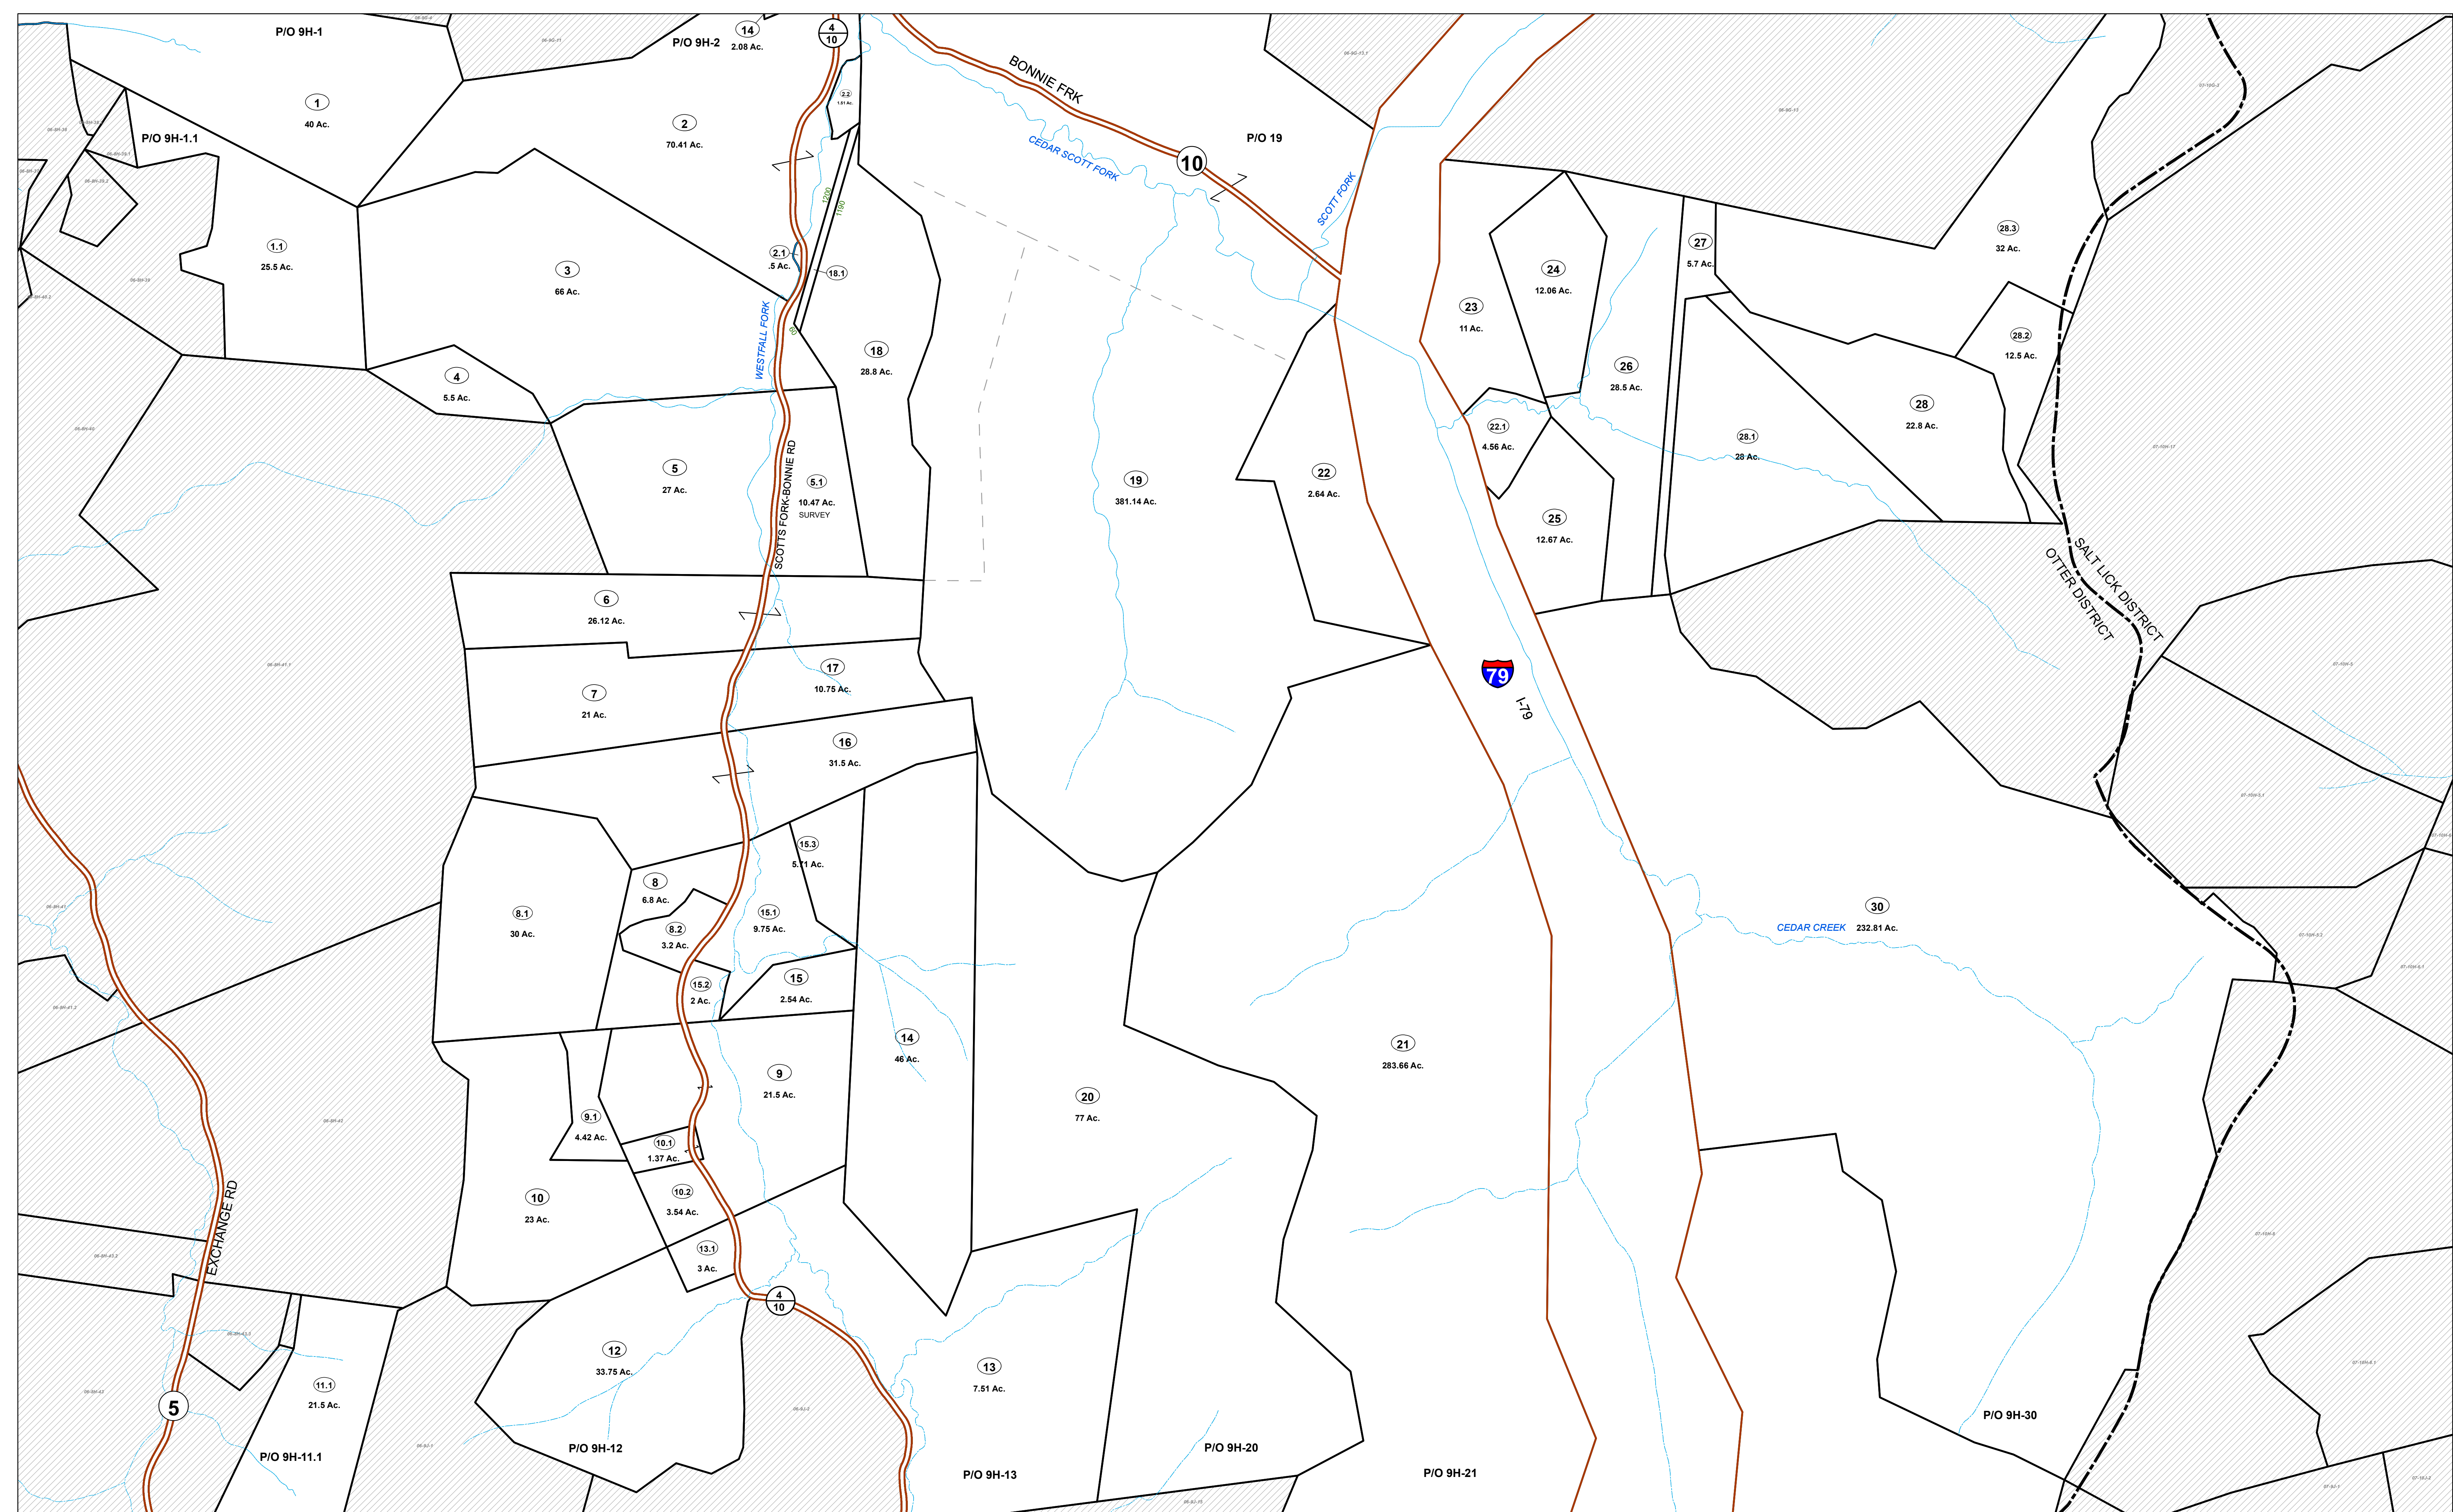 P/O 9H-1
14
2.08 Ac.
P/O 9H-2
4
10
BONNIE FRK
1
40 Ac.
P/O 9H-1.1
2
70.41 Ac.
2.2
1.51 Ac.
CEDAR SCOTT FORK
10
P/O 19
SCOTT FORK
1200
1190
60
1.1
25.5 Ac.
3
66 Ac.
2.1
.5 Ac.
18.1
WESTFALL FORK
18
28.8 Ac.
4
5.5 Ac.
23
11 Ac.
24
12.06 Ac.
27
5.7 Ac.
28.3
32 Ac.
28.2
12.5 Ac.
26
28.5 Ac.
28
22.8 Ac.
28.1
28 Ac.
22.1
4.56 Ac.
5
27 Ac.
5.1
10.47 Ac.
SURVEY
SCOTTS FORK-BONNIE RD
19
381.14 Ac.
22
2.64 Ac.
25
12.67 Ac.
SALT LICK DISTRICT
OTTER DISTRICT
6
26.12 Ac.
17
10.75 Ac.
7
21 Ac.
79
I-79
16
31.5 Ac.
15.3
5.71 Ac.
8
6.8 Ac.
8.1
30 Ac.
8.2
3.2 Ac.
15.1
9.75 Ac.
30
CEDAR CREEK
232.81 Ac.
15.2
2 Ac.
15
2.54 Ac.
14
46 Ac.
21
283.66 Ac.
9
21.5 Ac.
20
77 Ac.
9.1
4.42 Ac.
10.1
1.37 Ac.
10
23 Ac.
10.2
3.54 Ac.
EXCHANGE RD
13.1
3 Ac.
4
10
12
33.75 Ac.
13
7.51 Ac.
11.1
21.5 Ac.
5
P/O 9H-11.1
P/O 9H-12
P/O 9H-13
P/O 9H-20
P/O 9H-21
P/O 9H-30